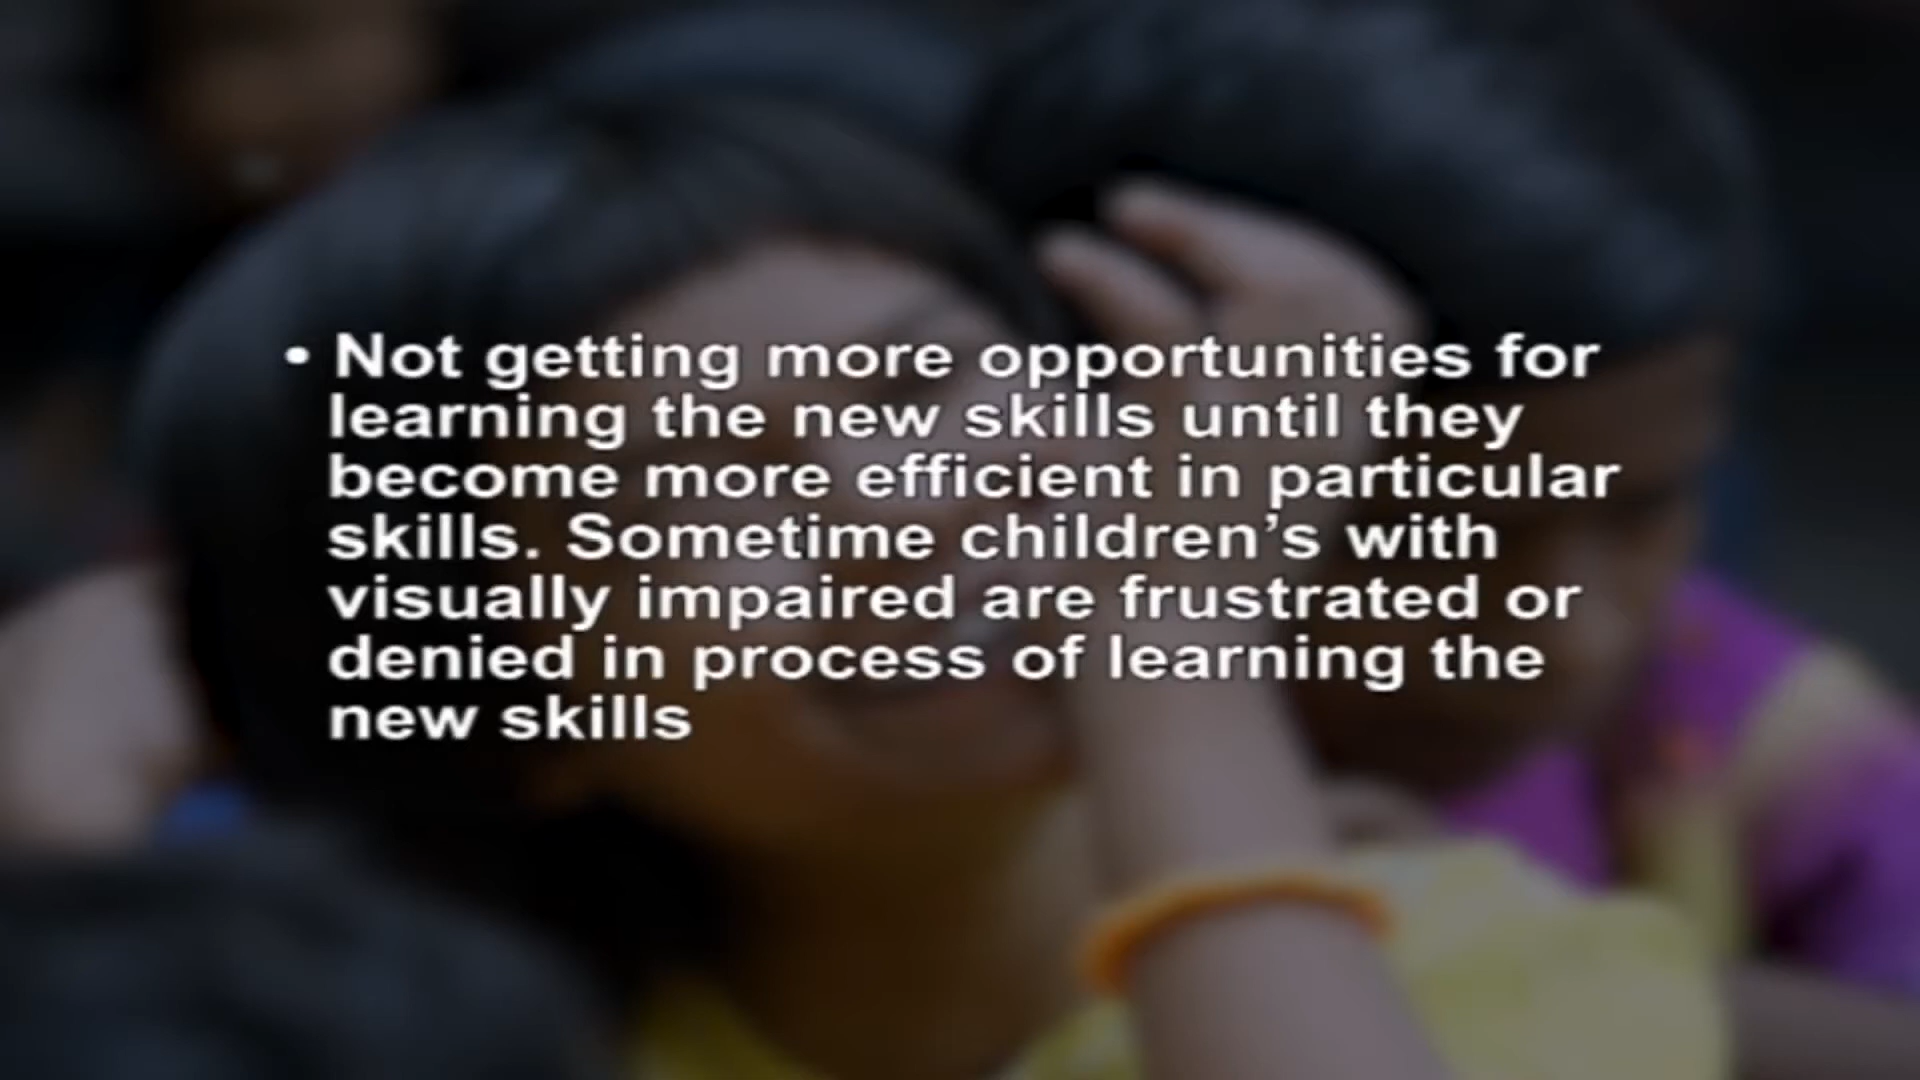 • Not getting more opportunities for
learning the new skills until they
become more efficient in particular
skills. Sometime children’s with
visually impaired are frustrated or
denied in process of learning the
new skills